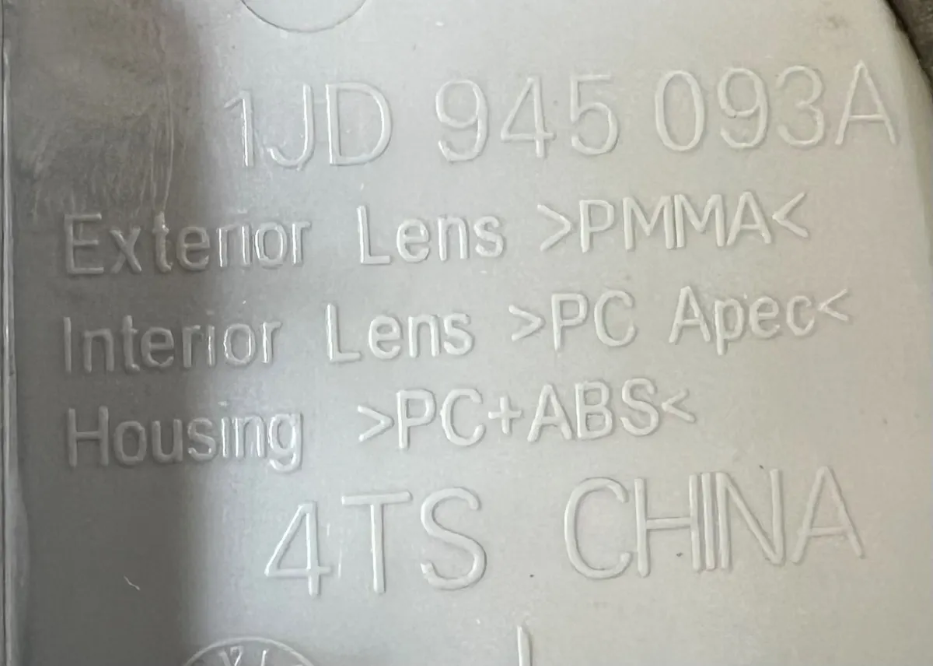 1JD 945 093A
Exterior Lens >PMMA<
Interior Lens >PC Apec<
Housing >PC+ABS<
4TS CHINA